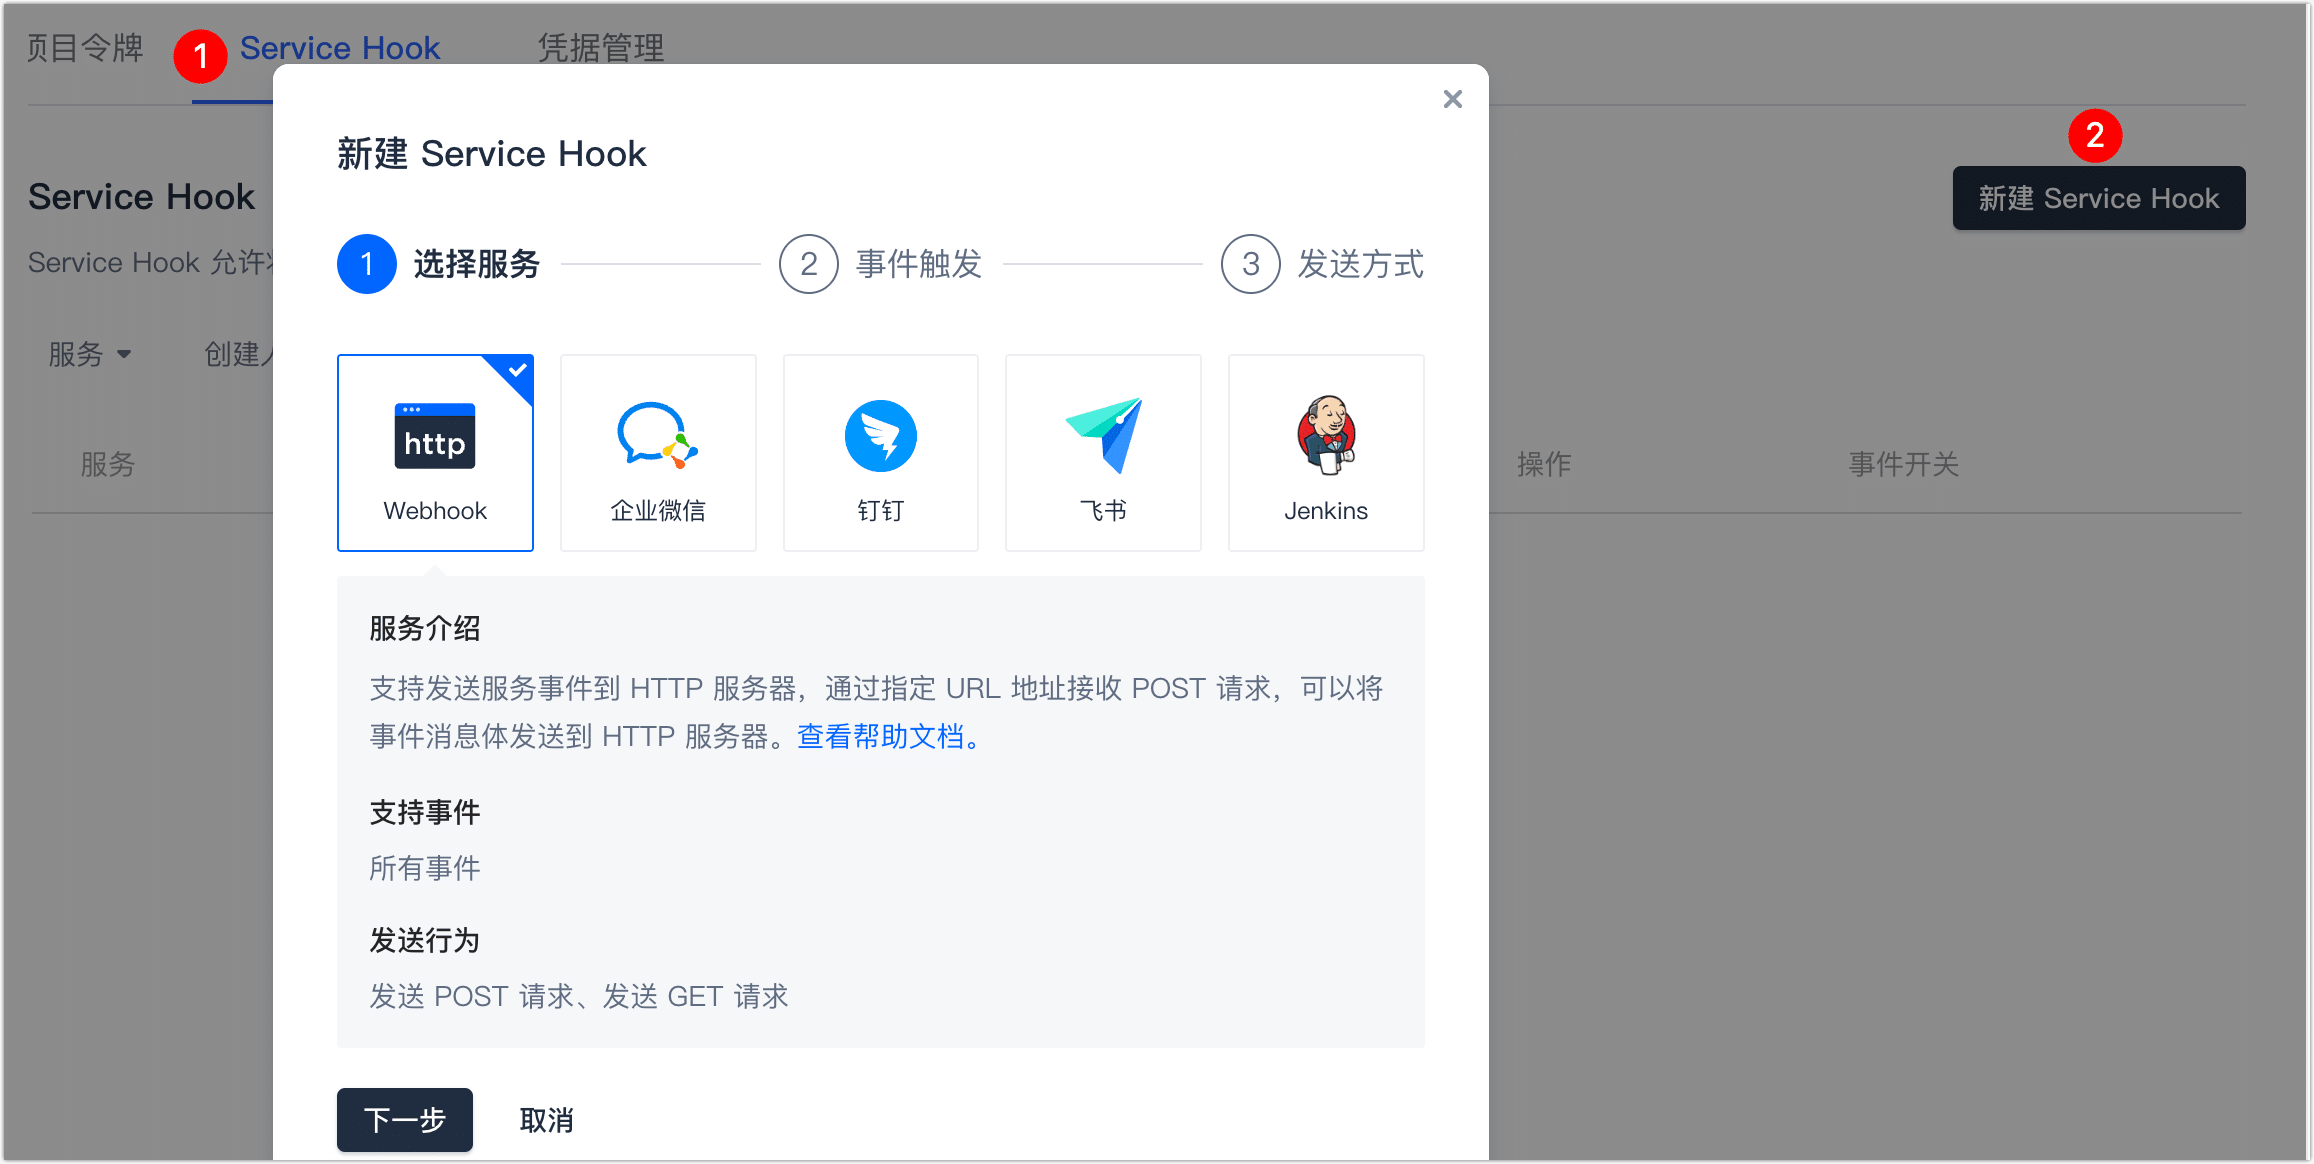 项目令牌
1
Service Hook
凭据管理
2
Service Hook
新建 Service Hook
Service Hook 允许
服务
创建人
服务
操作
事件开关
新建 Service Hook
1 选择服务
2 事件触发
3 发送方式
http
Webhook
企业微信
钉钉
飞书
Jenkins
服务介绍
支持发送服务事件到 HTTP 服务器，通过指定 URL 地址接收 POST 请求，可以将
事件消息体发送到 HTTP 服务器。查看帮助文档。
支持事件
所有事件
发送行为
发送 POST 请求、发送 GET 请求
下一步
取消